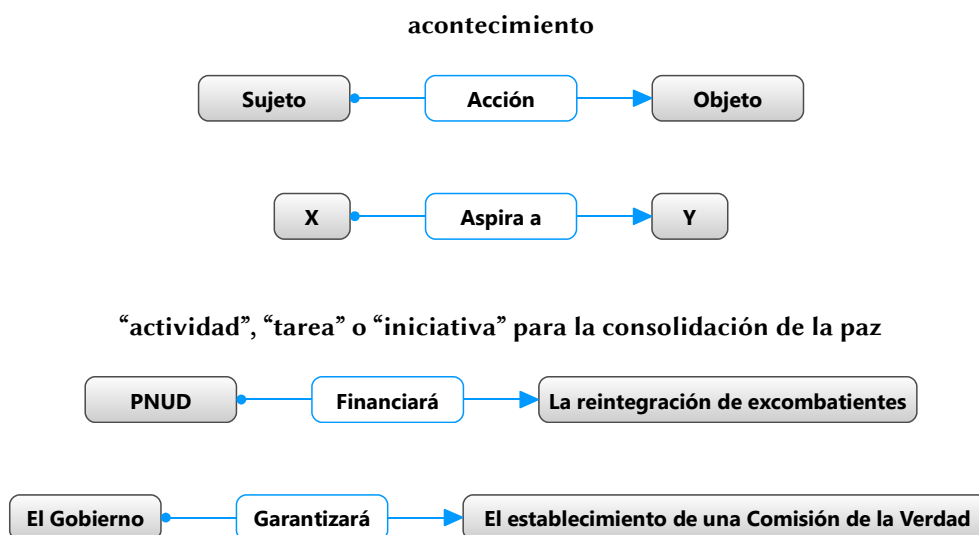 acontecimiento
Sujeto Acción Objeto
X Aspira a Y
“actividad”, “tarea” o “iniciativa” para la consolidación de la paz
PNUD Financiará La reintegración de excombatientes
El Gobierno Garantizará El establecimiento de una Comisión de la Verdad